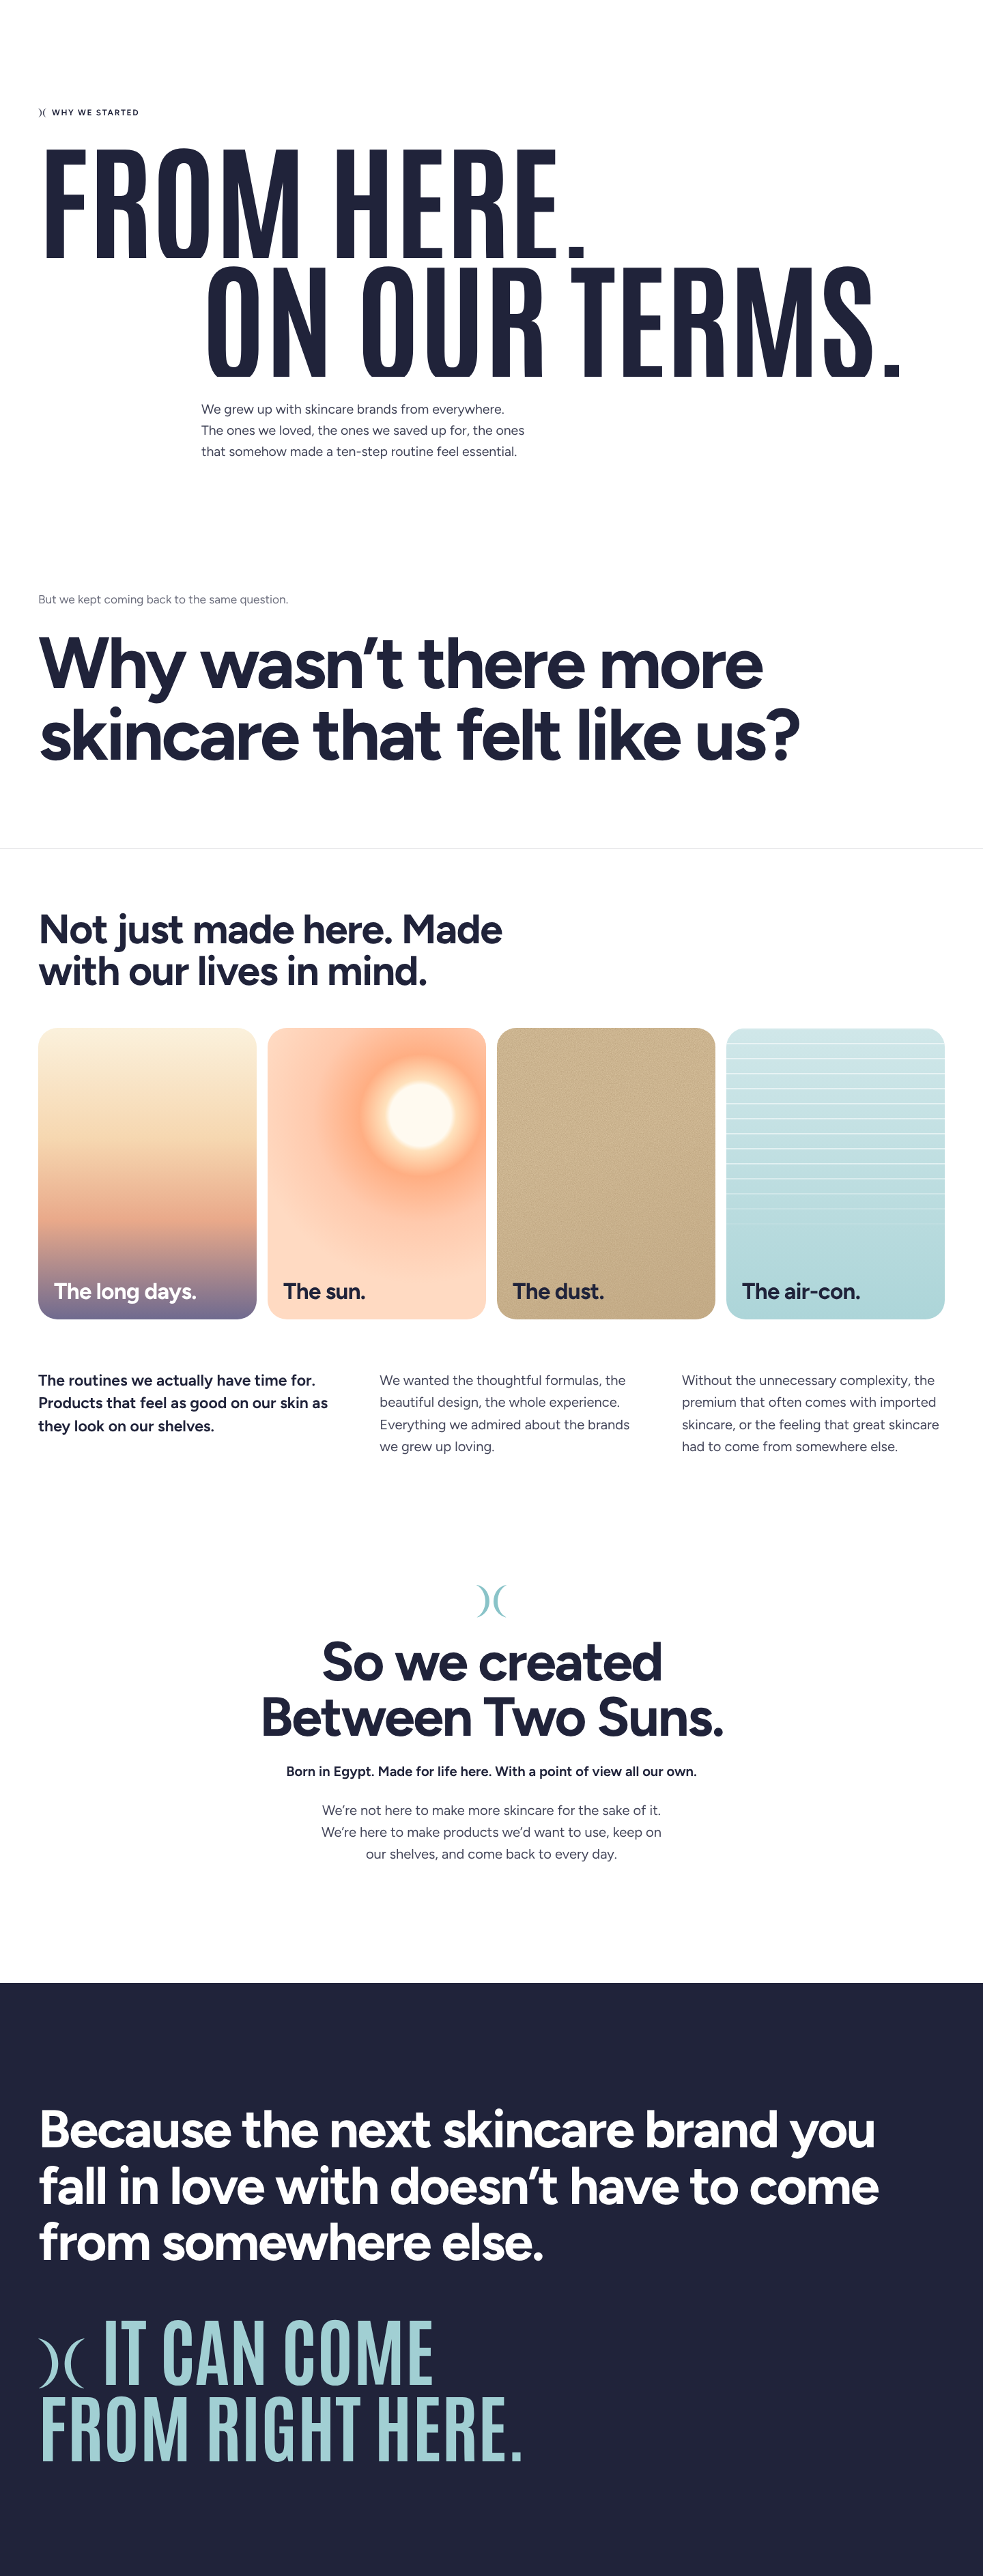 WHY WE STARTED
FROM HERE.
ON OUR TERMS.
We grew up with skincare brands from everywhere.
The ones we loved, the ones we saved up for, the ones
that somehow made a ten-step routine feel essential.
But we kept coming back to the same question.
Why wasn’t there more
skincare that felt like us?
Not just made here. Made
with our lives in mind.
The long days.
The sun.
The dust.
The air-con.
The routines we actually have time for.
Products that feel as good on our skin as
they look on our shelves.
We wanted the thoughtful formulas, the
beautiful design, the whole experience.
Everything we admired about the brands
we grew up loving.
Without the unnecessary complexity, the
premium that often comes with imported
skincare, or the feeling that great skincare
had to come from somewhere else.
So we created
Between Two Suns.
Born in Egypt. Made for life here. With a point of view all our own.
We’re not here to make more skincare for the sake of it.
We’re here to make products we’d want to use, keep on
our shelves, and come back to every day.
Because the next skincare brand you
fall in love with doesn’t have to come
from somewhere else.
IT CAN COME
FROM RIGHT HERE.